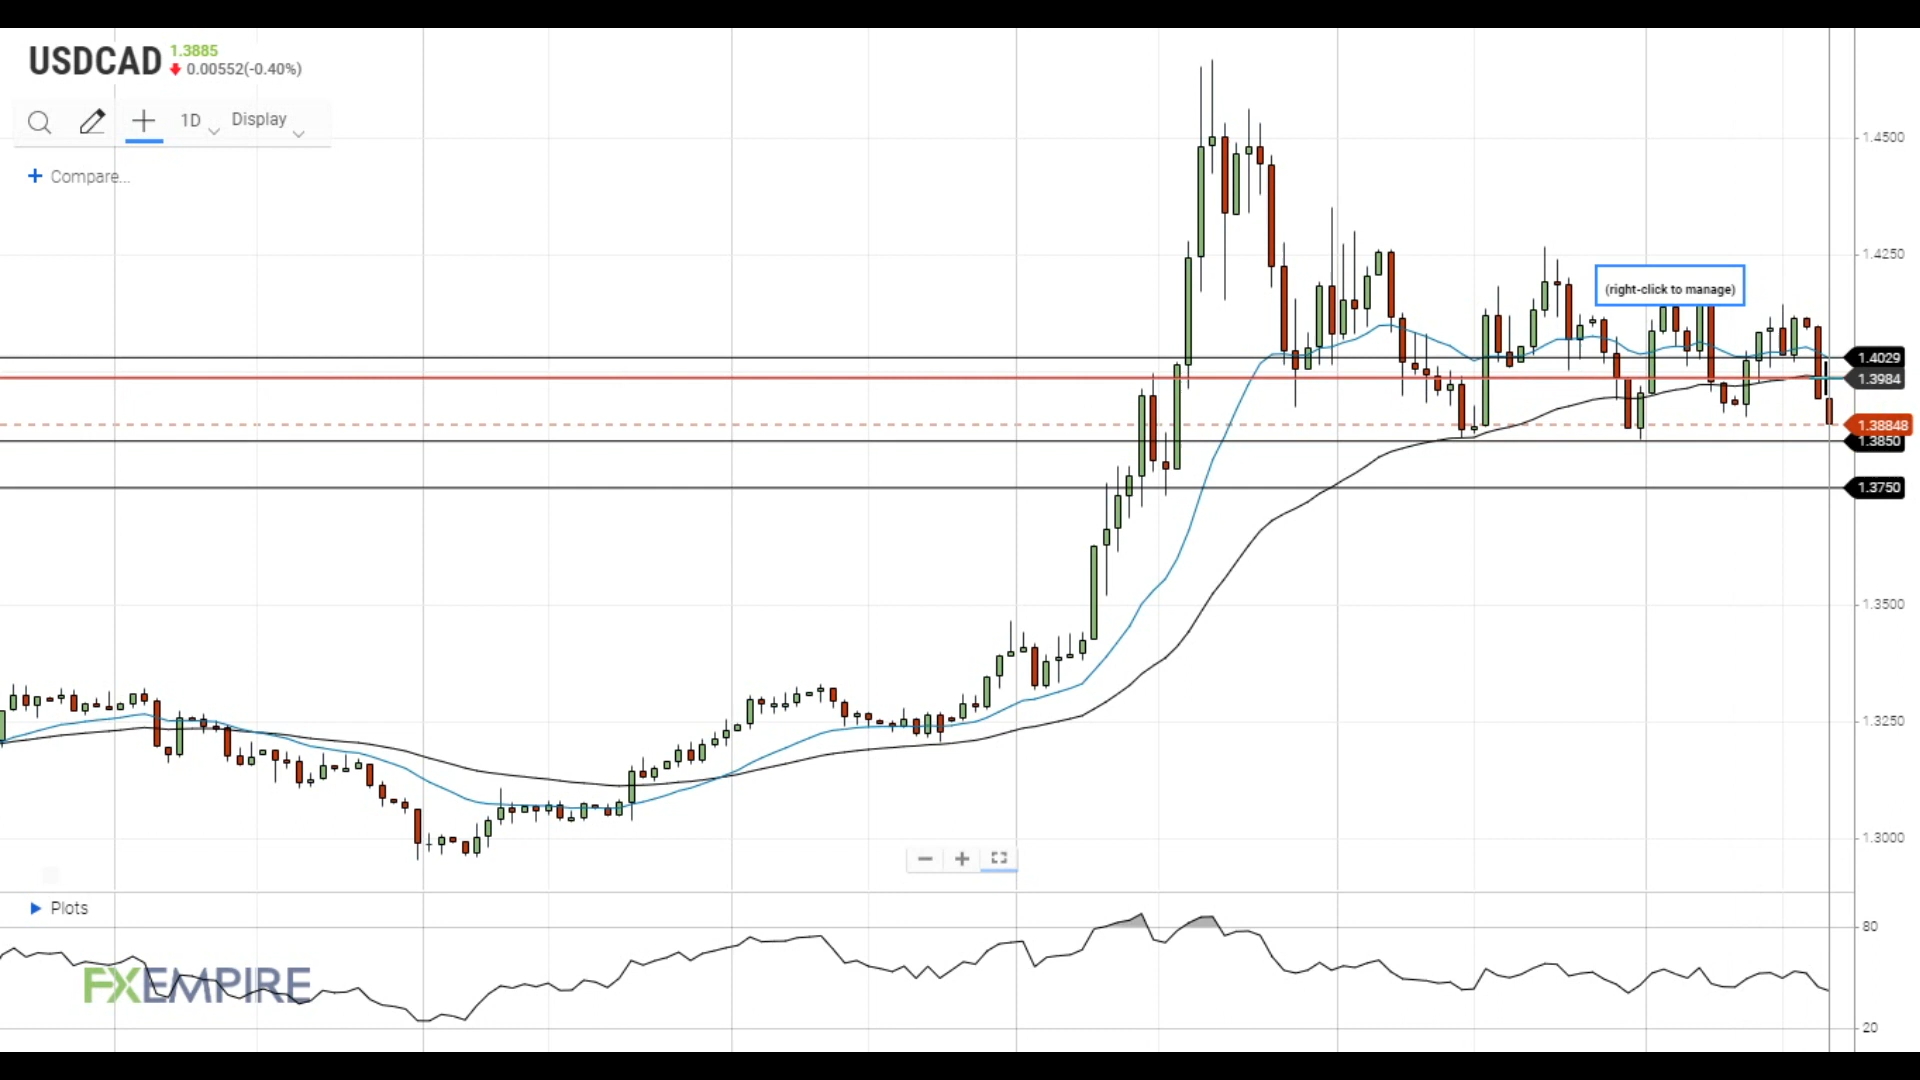 USDCAD
1.3885
0.00552(-0.40%)
1D
Display
Compare...
(right-click to manage)
1.4500
1.4250
1.4029
1.3984
1.38848
1.3850
1.3750
1.3500
1.3250
1.3000
Plots
80
FXEMPIRE
20